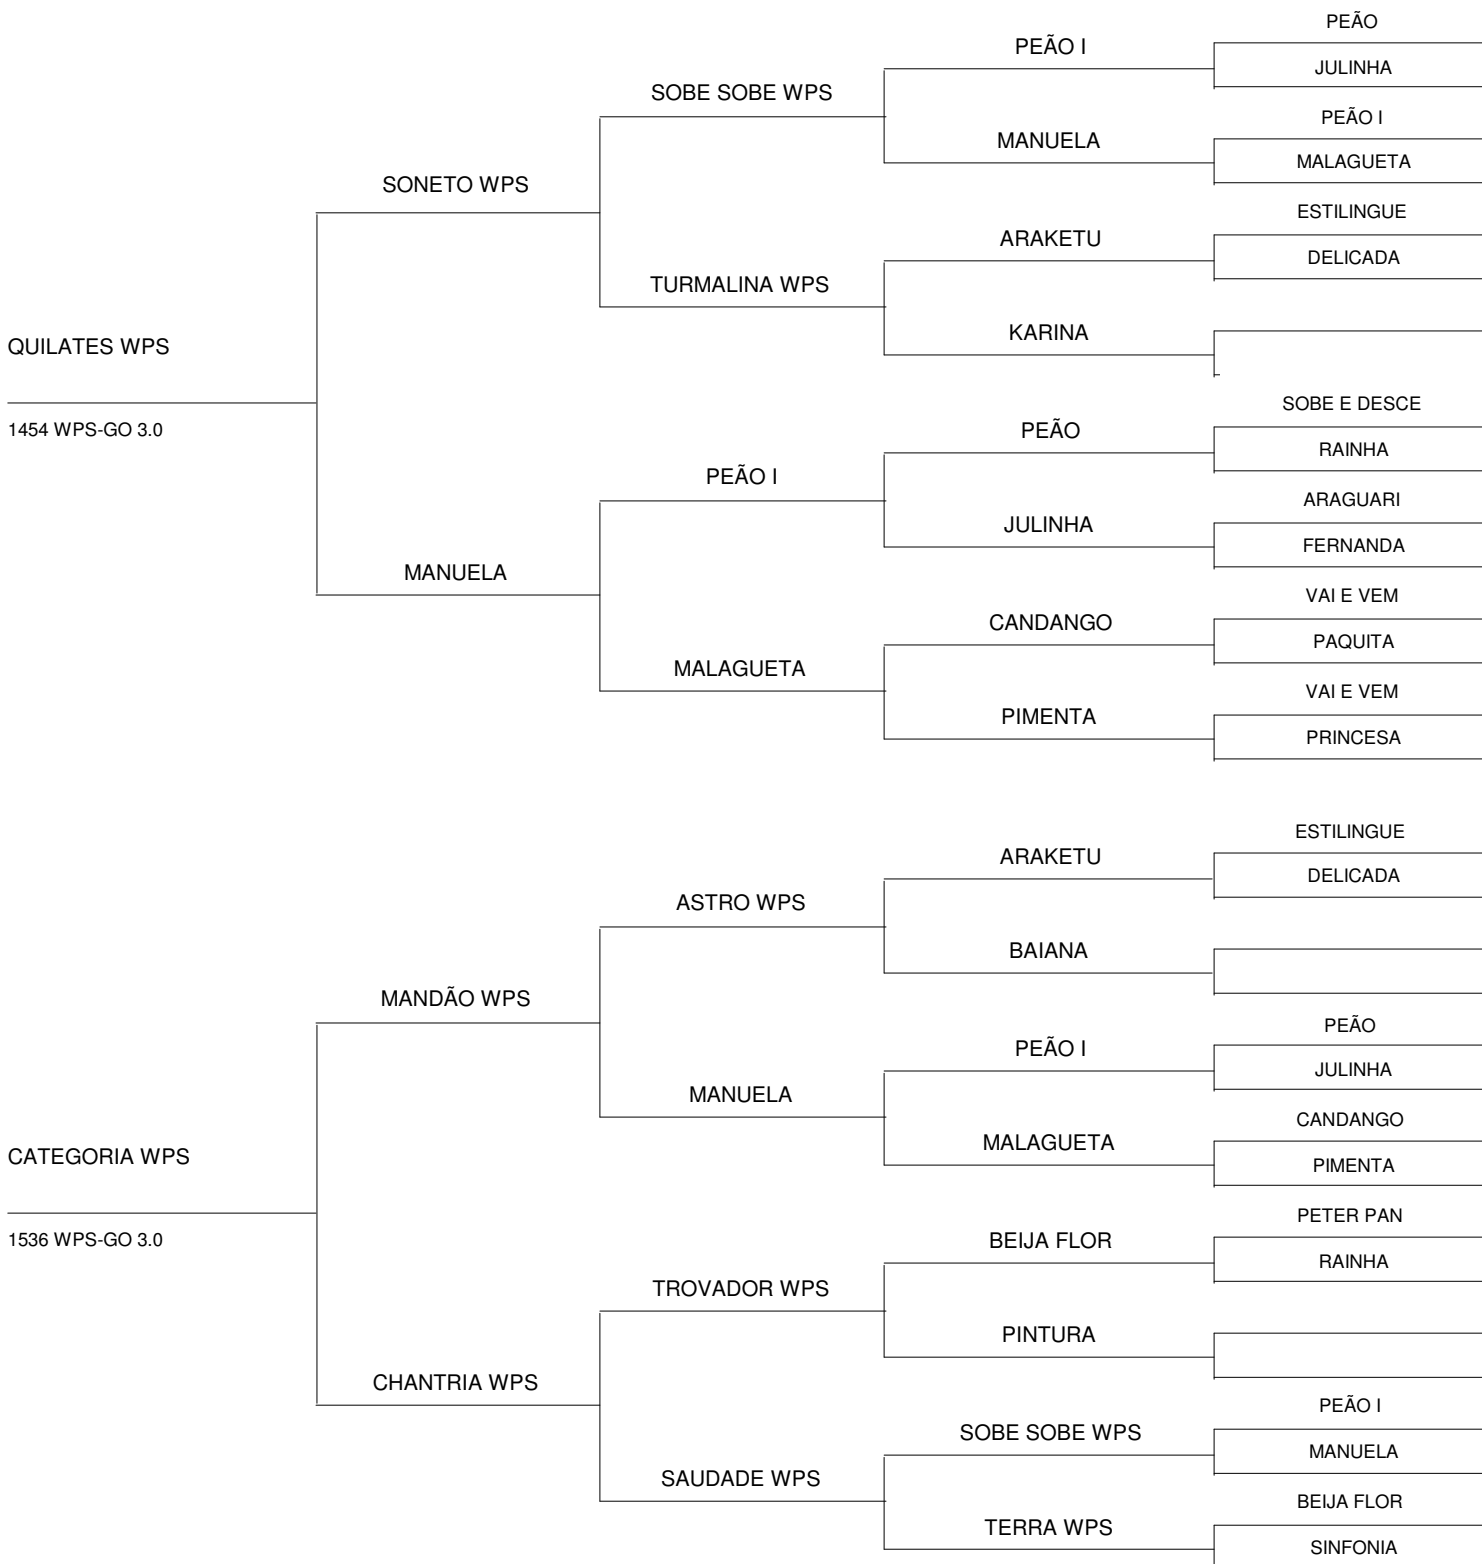 PEÃO
PEÃO I
JULINHA
SOBE SOBE WPS
PEÃO I
MANUELA
MALAGUETA
SONETO WPS
ESTILINGUE
ARAKETU
DELICADA
TURMALINA WPS
KARINA
QUILATES WPS
SOBE E DESCE
1454 WPS-GO 3.0
PEÃO
RAINHA
PEÃO I
ARAGUARI
JULINHA
FERNANDA
MANUELA
VAI E VEM
CANDANGO
PAQUITA
MALAGUETA
VAI E VEM
PIMENTA
PRINCESA
ESTILINGUE
ARAKETU
DELICADA
ASTRO WPS
BAIANA
MANDÃO WPS
PEÃO
PEÃO I
JULINHA
MANUELA
CANDANGO
MALAGUETA
PIMENTA
CATEGORIA WPS
PETER PAN
1536 WPS-GO 3.0
BEIJA FLOR
RAINHA
TROVADOR WPS
PINTURA
CHANTRIA WPS
PEÃO I
SOBE SOBE WPS
MANUELA
SAUDADE WPS
BEIJA FLOR
TERRA WPS
SINFONIA